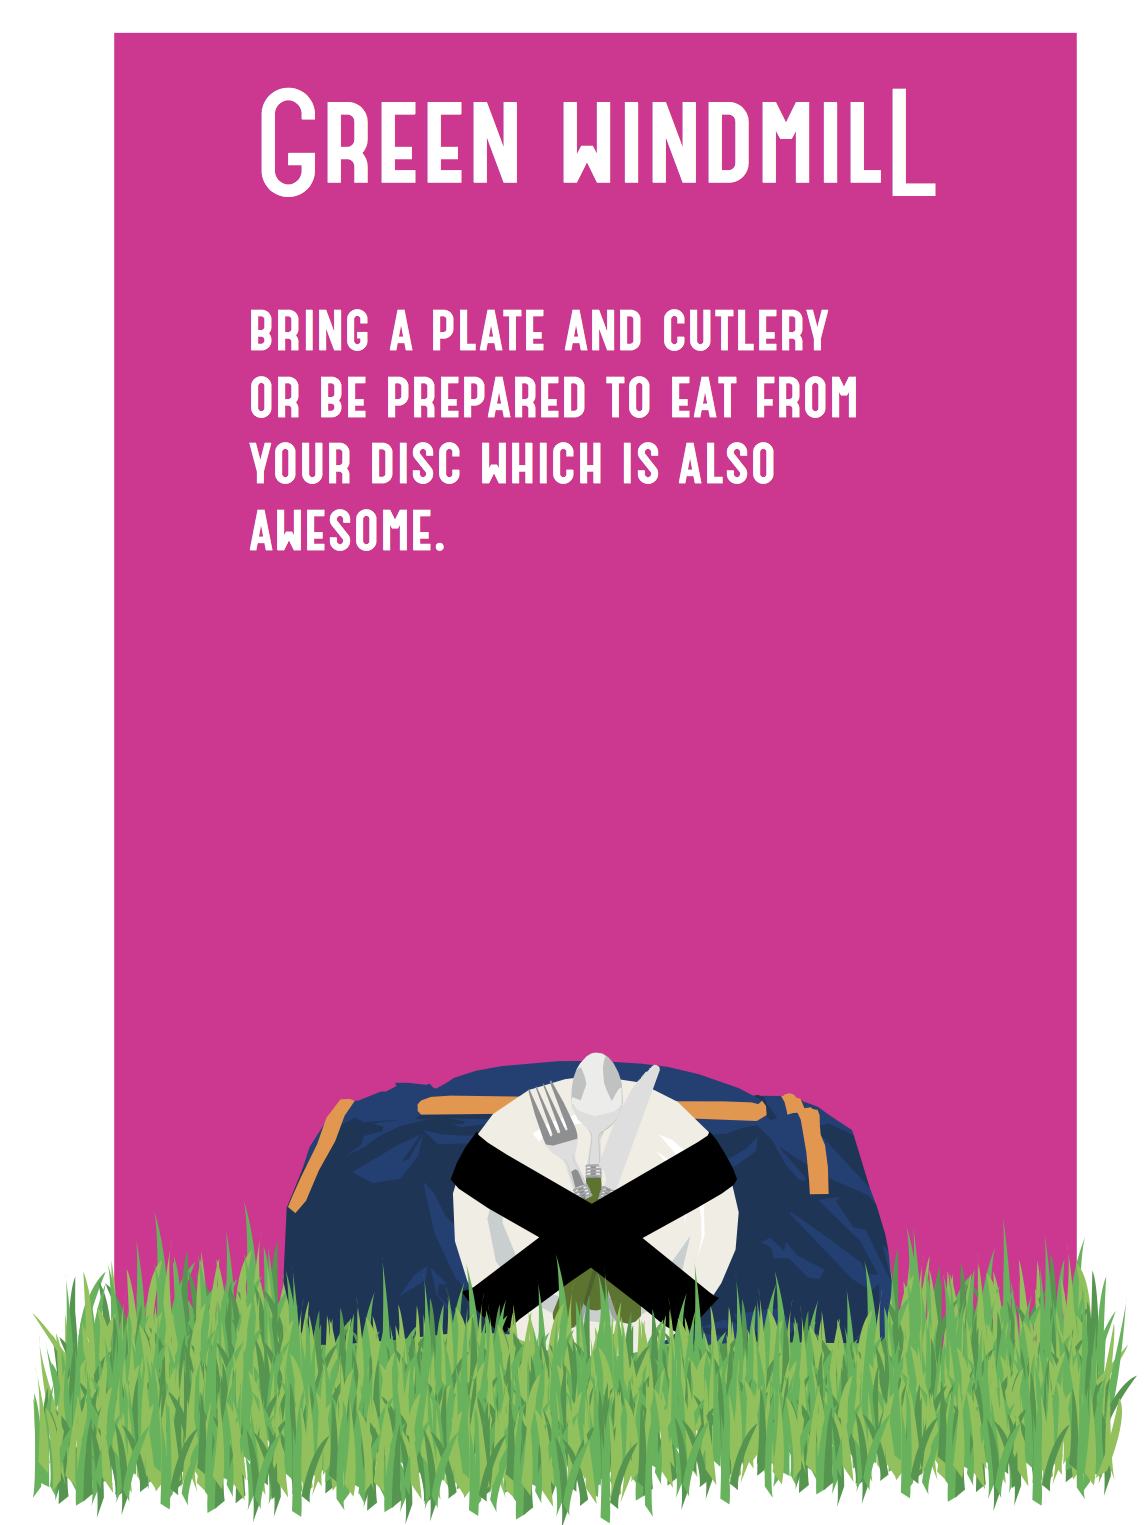 GREEN WINDMILL
BRING A PLATE AND CUTLERY
OR BE PREPARED TO EAT FROM
YOUR DISC WHICH IS ALSO
AWESOME.